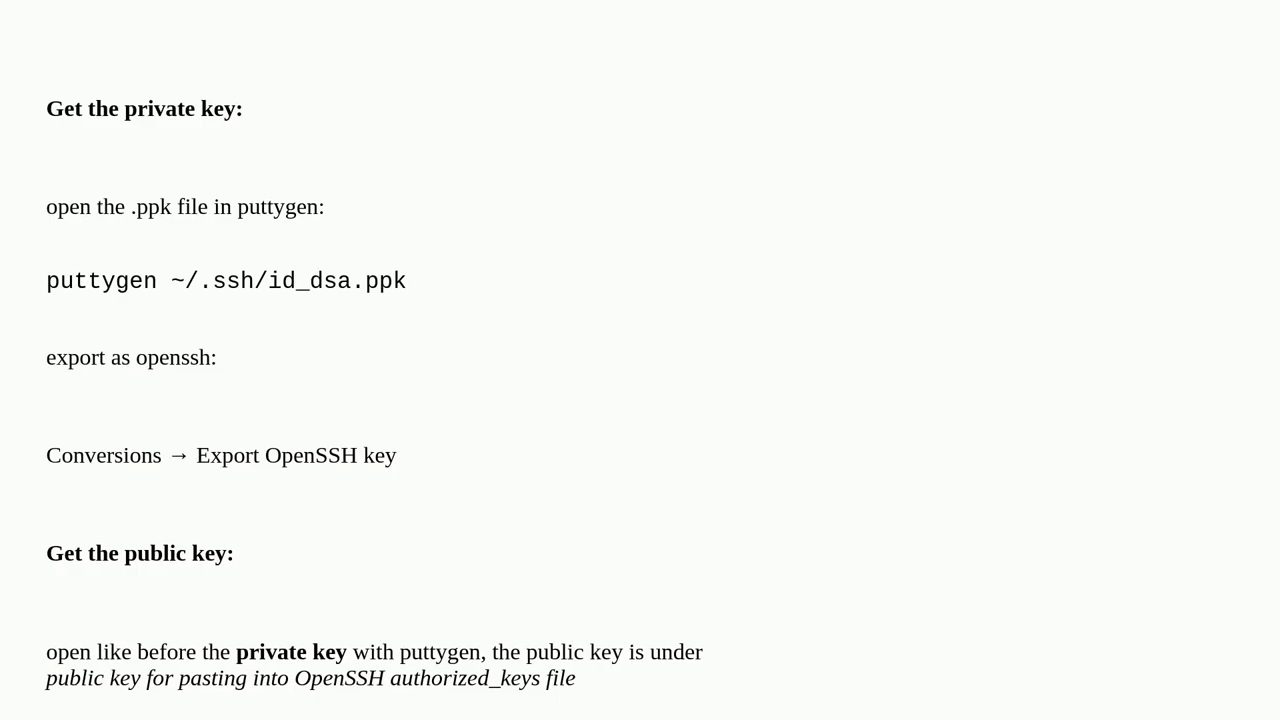 Get the private key:
open the .ppk file in puttygen:
puttygen ~/.ssh/id_dsa.ppk
export as openssh:
Conversions → Export OpenSSH key
Get the public key:
open like before the private key with puttygen, the public key is under
public key for pasting into OpenSSH authorized_keys file